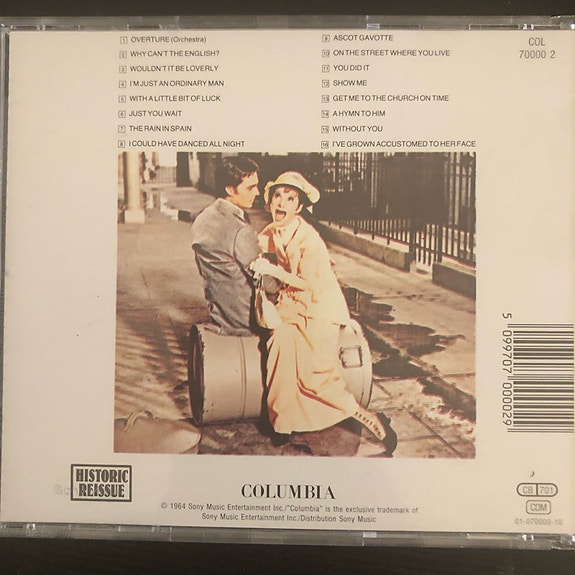 1 OVERTURE (Orchestra)
2 WHY CAN'T THE ENGLISH?
3 WOULDN'T IT BE LOVERLY
4 I'M JUST AN ORDINARY MAN
5 WITH A LITTLE BIT OF LUCK
6 JUST YOU WAIT
7 THE RAIN IN SPAIN
8 I COULD HAVE DANCED ALL NIGHT
9 ASCOT GAVOTTE
10 ON THE STREET WHERE YOU LIVE
11 YOU DID IT
12 SHOW ME
13 GET ME TO THE CHURCH ON TIME
14 A HYMN TO HIM
15 WITHOUT YOU
16 I'VE GROWN ACCUSTOMED TO HER FACE
COL
70000 2
5 099707 000029
HISTORIC
REISSUE
COLUMBIA
© 1964 Sony Music Entertainment Inc./"Columbia" is the exclusive trademark of
Sony Music Entertainment Inc./Distribution Sony Music
CB 701
CDM